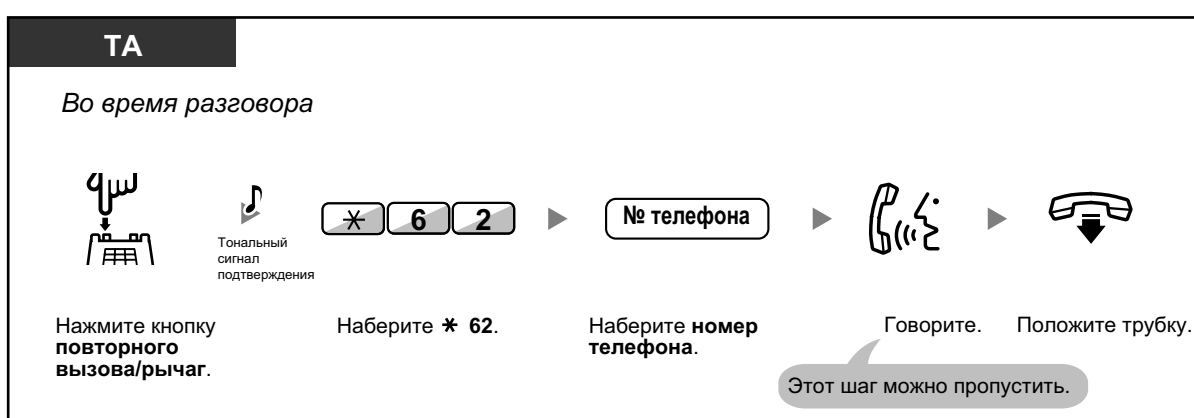 ТА
Во время разговора
Тональный
сигнал
подтверждения
* 6 2
№ телефона
Нажмите кнопку
повторного
вызова/рычаг.
Наберите * 62.
Наберите номер
телефона.
Говорите.
Положите трубку.
Этот шаг можно пропустить.